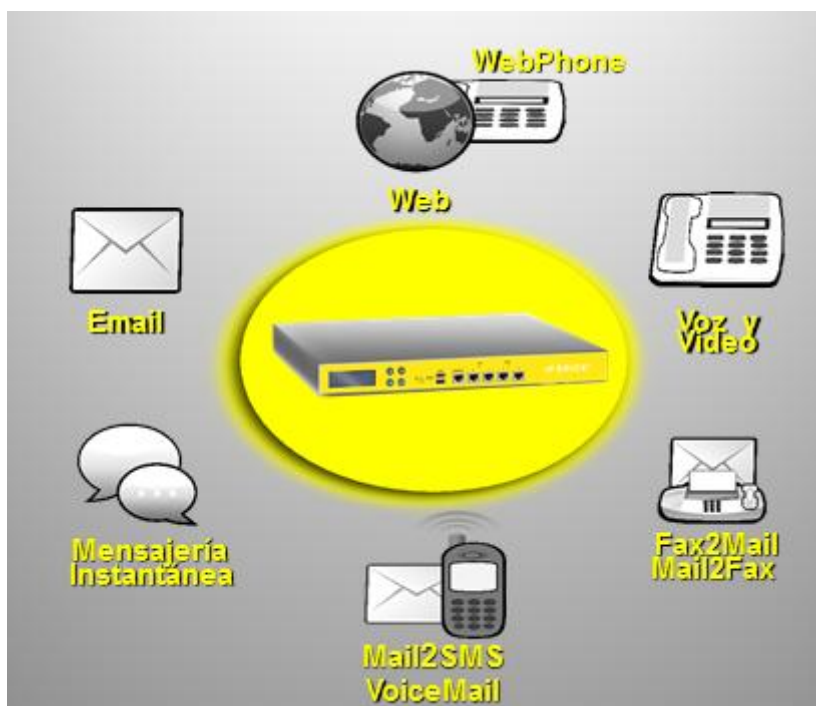 WebPhone
Web
Email
Voz y
Video
Mensajería
Instantánea
Fax2Mail
Mail2Fax
Mail2SMS
VoiceMail